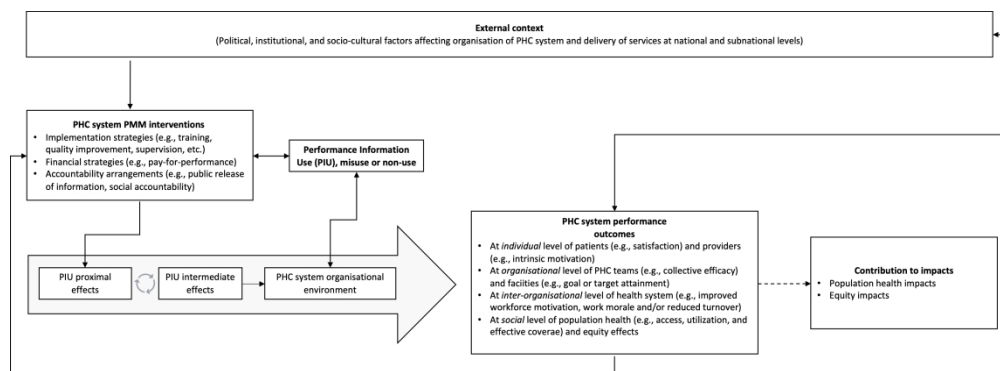 External context
(Political, institutional, and socio-cultural factors affecting organisation of PHC system and delivery of services at national and subnational levels)
PHC system PMM interventions
• Implementation strategies (e.g., training,
quality improvement, supervision, etc.)
• Financial strategies (e.g., pay-for-performance)
• Accountability arrangements (e.g., public release
of information, social accountability)
Performance Information
Use (PIU), misuse or non-use
PIU proximal
effects
PIU intermediate
effects
PHC system organisational
environment
PHC system performance
outcomes
• At individual level of patients (e.g., satisfaction) and providers
(e.g., intrinsic motivation)
• At organisational level of PHC teams (e.g., collective efficacy)
and faciities (e.g., goal or target attainment)
• At inter-organisational level of health system (e.g., improved
workforce motivation, work morale and/or reduced turnover)
• At social level of population health (e.g., access, utilization, and
effective coverae) and equity effects
Contribution to impacts
• Population health impacts
• Equity impacts